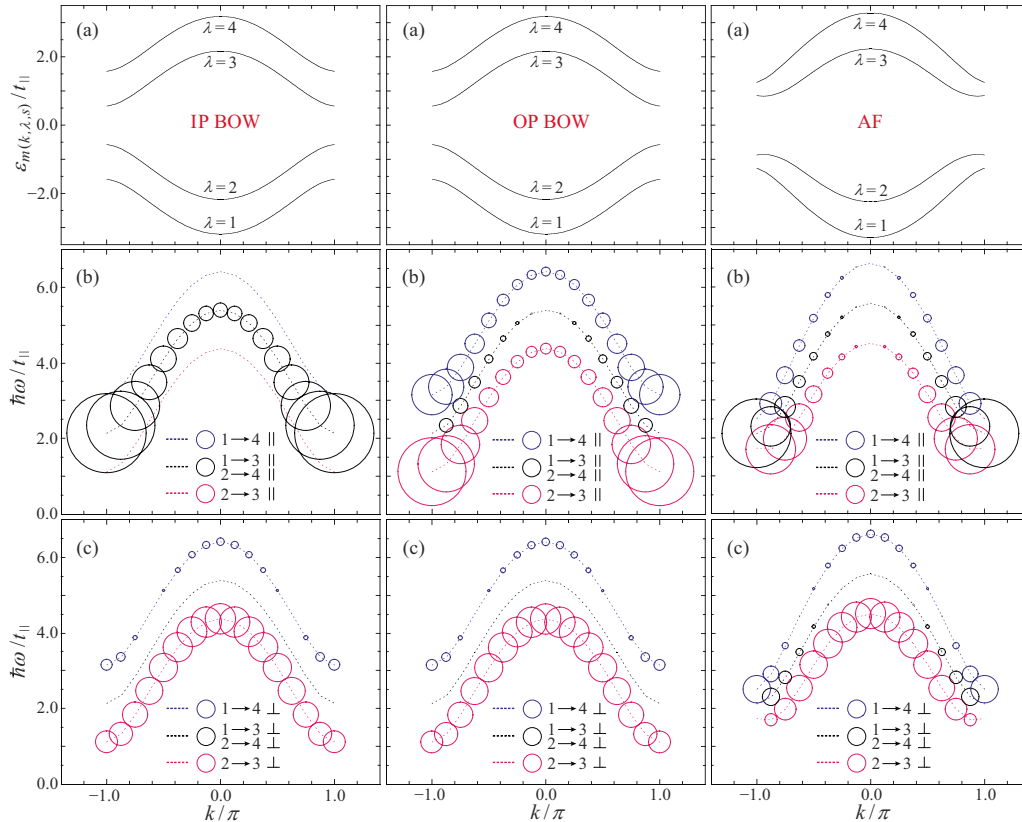 (a)
λ = 4
λ = 3
IP BOW
λ = 2
λ = 1
(a)
λ = 4
λ = 3
OP BOW
λ = 2
λ = 1
(a)
λ = 4
λ = 3
AF
λ = 2
λ = 1
ε_m(k,λ,s) / t_||
2.0
0.0
−2.0
(b)
1→4 ||
1→3 ||
2→4 ||
2→3 ||
(b)
1→4 ||
1→3 ||
2→4 ||
2→3 ||
(b)
1→4 ||
1→3 ||
2→4 ||
2→3 ||
ħω / t_||
6.0
4.0
2.0
0.0
(c)
1→4 ⊥
1→3 ⊥
2→4 ⊥
2→3 ⊥
(c)
1→4 ⊥
1→3 ⊥
2→4 ⊥
2→3 ⊥
(c)
1→4 ⊥
1→3 ⊥
2→4 ⊥
2→3 ⊥
ħω / t_||
6.0
4.0
2.0
0.0
−1.0 0.0 1.0
k/π
−1.0 0.0 1.0
k/π
−1.0 0.0 1.0
k/π